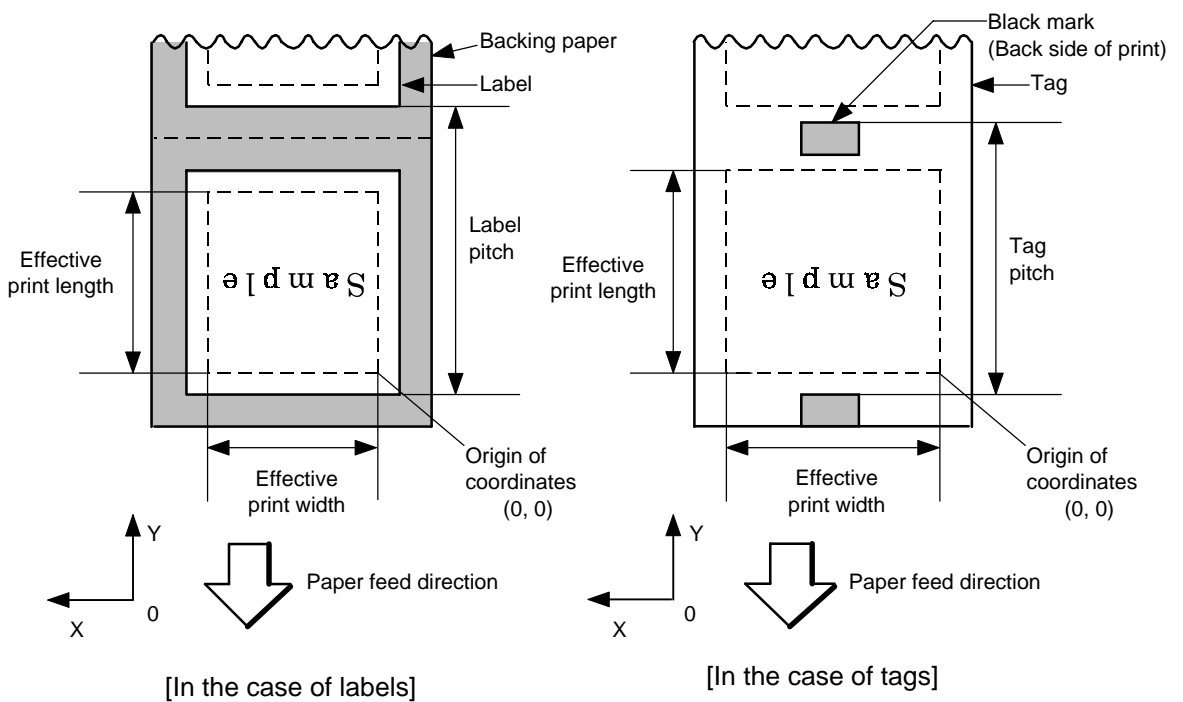 Backing paper
Label
Label
pitch
Effective
print length
Sample
Origin of
coordinates
(0, 0)
Effective
print width
Y
X
0
Paper feed direction
[In the case of labels]
Black mark
(Back side of print)
Tag
Tag
pitch
Effective
print length
Sample
Origin of
coordinates
(0, 0)
Effective
print width
Y
X
0
Paper feed direction
[In the case of tags]